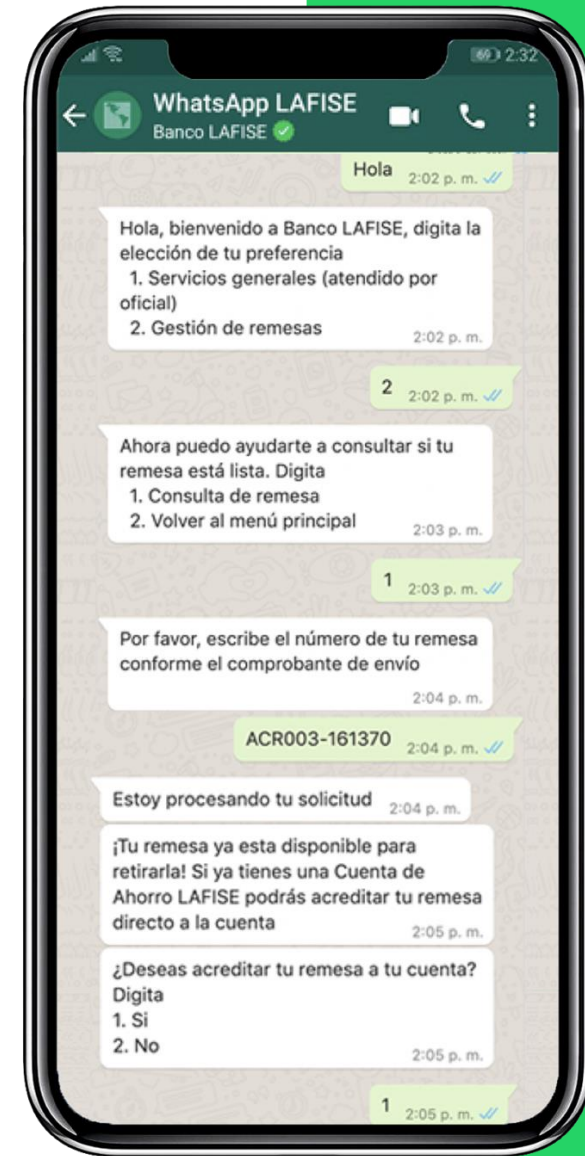 69 2:32
WhatsApp LAFISE
Banco LAFISE
Hola 2:02 p. m.
Hola, bienvenido a Banco LAFISE, digita la
elección de tu preferencia
1. Servicios generales (atendido por
oficial)
2. Gestión de remesas
2:02 p. m.
2 2:02 p. m.
Ahora puedo ayudarte a consultar si tu
remesa está lista. Digita
1. Consulta de remesa
2. Volver al menú principal
2:03 p. m.
1 2:03 p. m.
Por favor, escribe el número de tu remesa
conforme el comprobante de envío
2:04 p. m.
ACR003-161370 2:04 p. m.
Estoy procesando tu solicitud 2:04 p. m.
¡Tu remesa ya esta disponible para
retirarla! Si ya tienes una Cuenta de
Ahorro LAFISE podrás acreditar tu remesa
directo a la cuenta
2:05 p. m.
¿Deseas acreditar tu remesa a tu cuenta?
Digita
1. Si
2. No
2:05 p. m.
1 2:05 p. m.